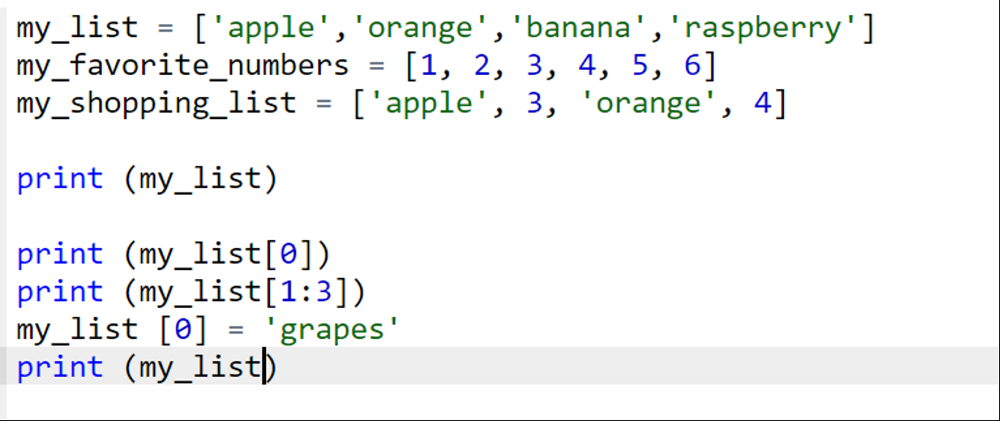 my_list = ['apple','orange','banana','raspberry']
my_favorite_numbers = [1, 2, 3, 4, 5, 6]
my_shopping_list = ['apple', 3, 'orange', 4]
print (my_list)
print (my_list[0])
print (my_list[1:3])
my_list [0] = 'grapes'
print (my_list)